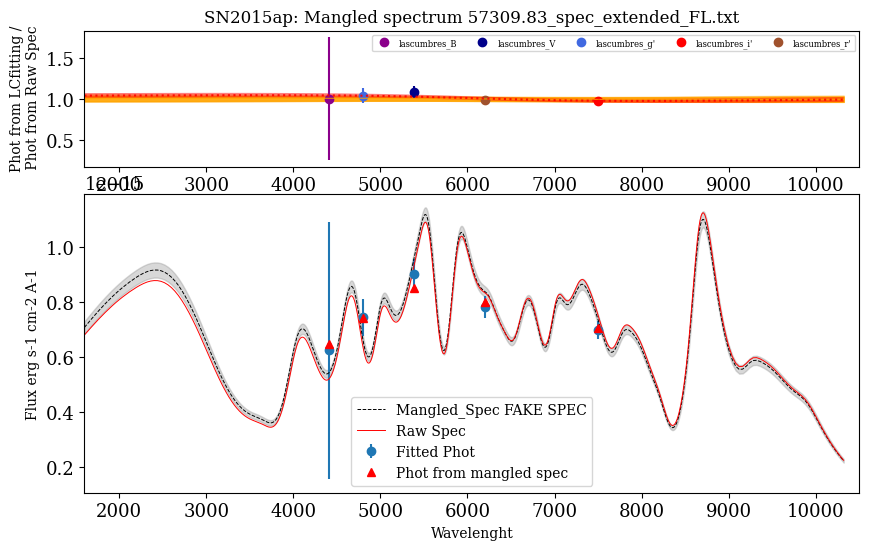 SN2015ap: Mangled spectrum 57309.83_spec_extended_FL.txt
Phot from LCfitting /
Phot from Raw Spec
1.5
1.0
0.5
lascumbres_B
lascumbres_V
lascumbres_g'
lascumbres_i'
lascumbres_r'
2000 3000 4000 5000 6000 7000 8000 9000 10000
1e−15
Flux erg s-1 cm-2 A-1
1.0
0.8
0.6
0.4
0.2
Mangled_Spec FAKE SPEC
Raw Spec
Fitted Phot
Phot from mangled spec
2000 3000 4000 5000 6000 7000 8000 9000 10000
Wavelenght